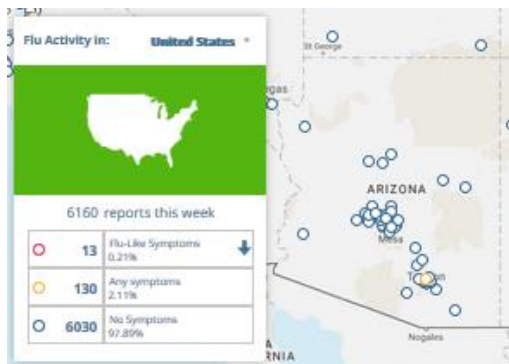 Flu Activity in: United States
6160 reports this week
13 Flu-Like Symptoms
0.21%
130 Any symptoms
2.11%
6030 No Symptoms
97.89%
St George
gas
ARIZONA
Mesa
Nogales
RNIA